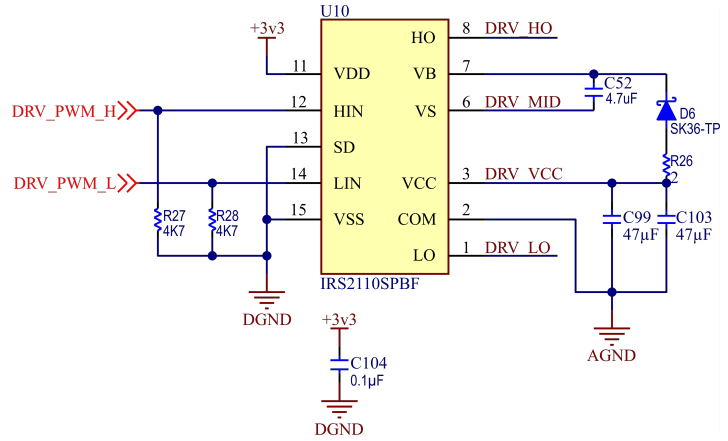 U10
+3v3
HO 8 DRV_HO
11 VDD VB 7
C52
4.7uF
DRV_PWM_H 12 HIN VS 6 DRV_MID
D6
SK36-TP
13 SD
R26
2
DRV_PWM_L 14 LIN VCC 3 DRV_VCC
R27
4K7
R28
4K7
15 VSS COM 2
C99
47µF
C103
47µF
LO 1 DRV_LO
IRS2110SPBF
DGND
+3v3
AGND
C104
0.1µF
DGND